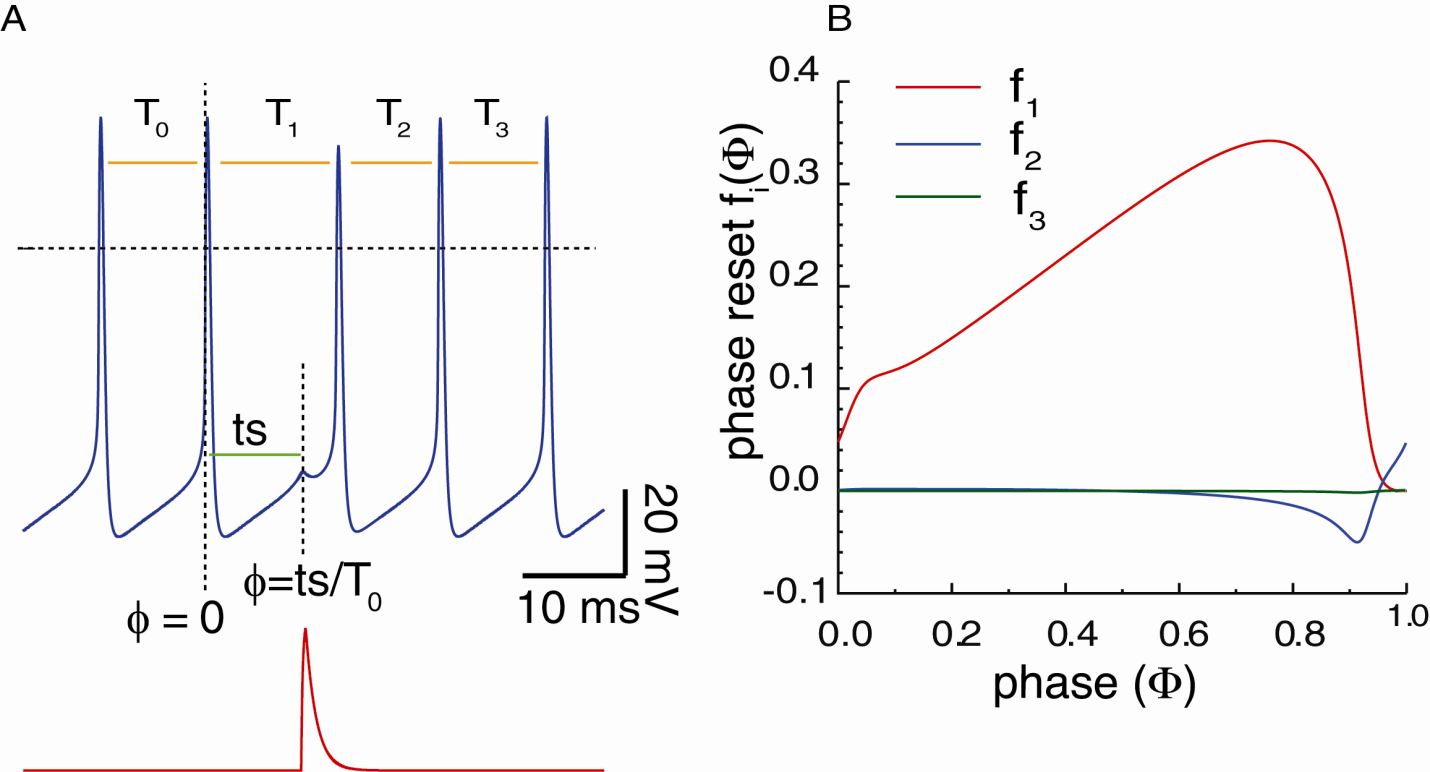 A
T0 T1 T2 T3
ts
ϕ=ts/T0
ϕ = 0
20 mV
10 ms
B
f1
f2
f3
phase reset fi(Φ)
0.4
0.3
0.2
0.1
0.0
-0.1
0.0 0.2 0.4 0.6 0.8 1.0
phase (Φ)